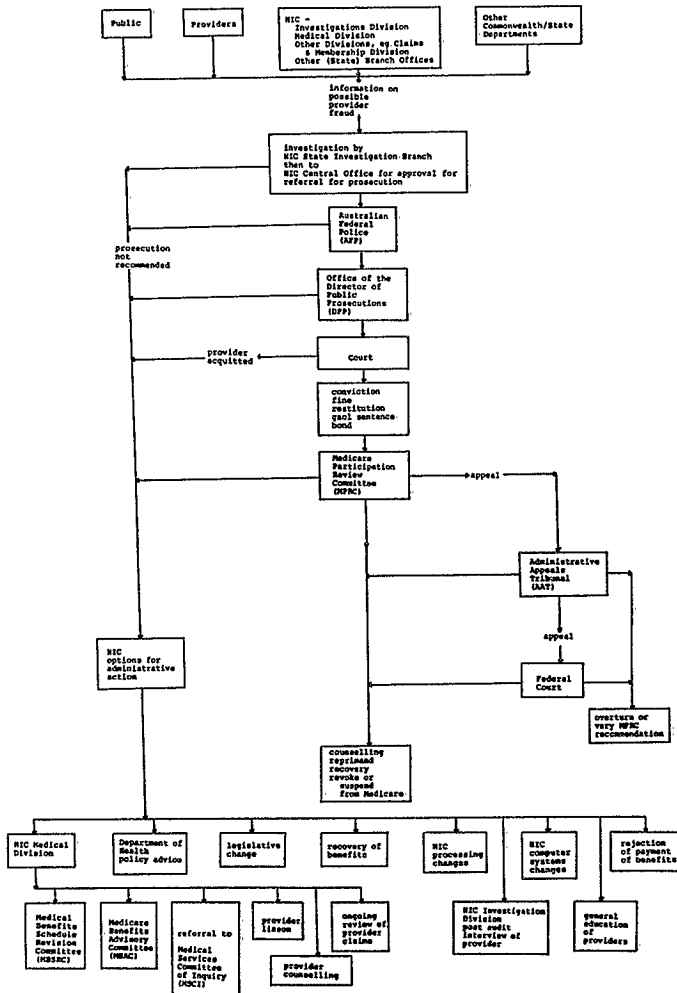 Public
Providers
HIC -
Investigations Division
Medical Division
Other Divisions, eg. Claims
& Membership Division
Other (State) Branch Offices
Other
Commonwealth/State
Departments
information on
possible
provider
fraud
investigation by
HIC State Investigation Branch
then to
HIC Central Office for approval for
referral for prosecution
Australian
Federal
Police
(AFP)
prosecution
not
recommended
Office of the
Director of
Public
Prosecutions
(DPP)
provider
acquitted
Court
conviction
fine
restitution
gaol sentence
bond
Medicare
Participation
Review
Committee
(MPRC)
appeal
Administrative
Appeals
Tribunal
(AAT)
appeal
HIC
options for
administrative
action
Federal
Court
overturn or
vary MPRC
recommendation
counselling
reprimand
recovery
revoke or
suspend
from Medicare
HIC Medical
Division
Department of
Health
policy advice
legislative
change
recovery of
benefits
HIC
processing
changes
HIC
computer
systems
changes
rejection
of payment
of benefits
Medical
Benefits
Schedule
Revision
Committee
(MBSRC)
Medicare
Benefits
Advisory
Committee
(MBAC)
referral to
Medical
Services
Committee
of Inquiry
(MSCI)
provider
liason
provider
counselling
ongoing
review of
provider
claims
HIC Investigation
Division
post audit
interview of
provider
general
education
of
providers